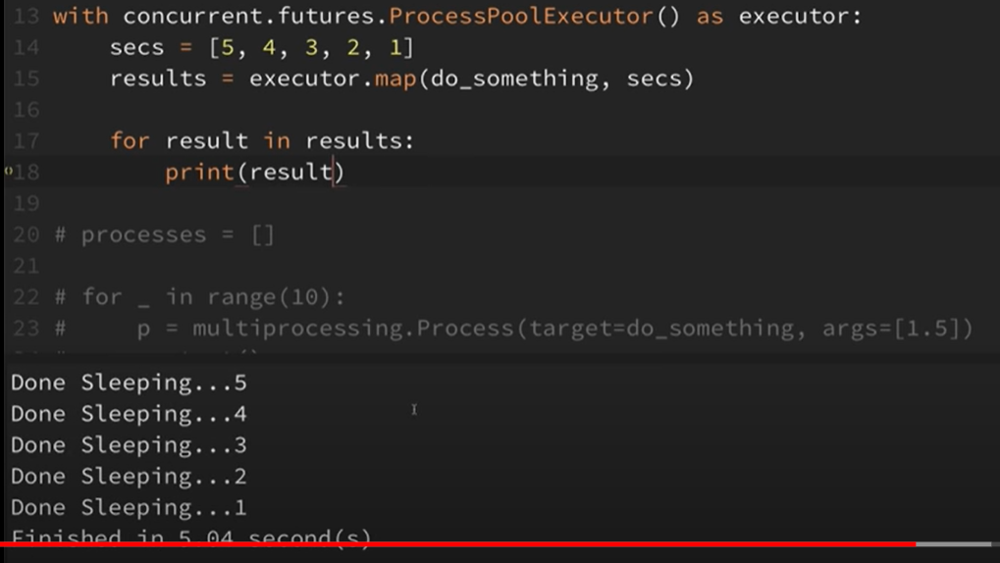 13 with concurrent.futures.ProcessPoolExecutor() as executor:
14     secs = [5, 4, 3, 2, 1]
15     results = executor.map(do_something, secs)
16
17     for result in results:
18         print(result)
19
20 # processes = []
21
22 # for _ in range(10):
23 #     p = multiprocessing.Process(target=do_something, args=[1.5])
Done Sleeping...5
Done Sleeping...4
Done Sleeping...3
Done Sleeping...2
Done Sleeping...1
Finished in 5.04 second(s)